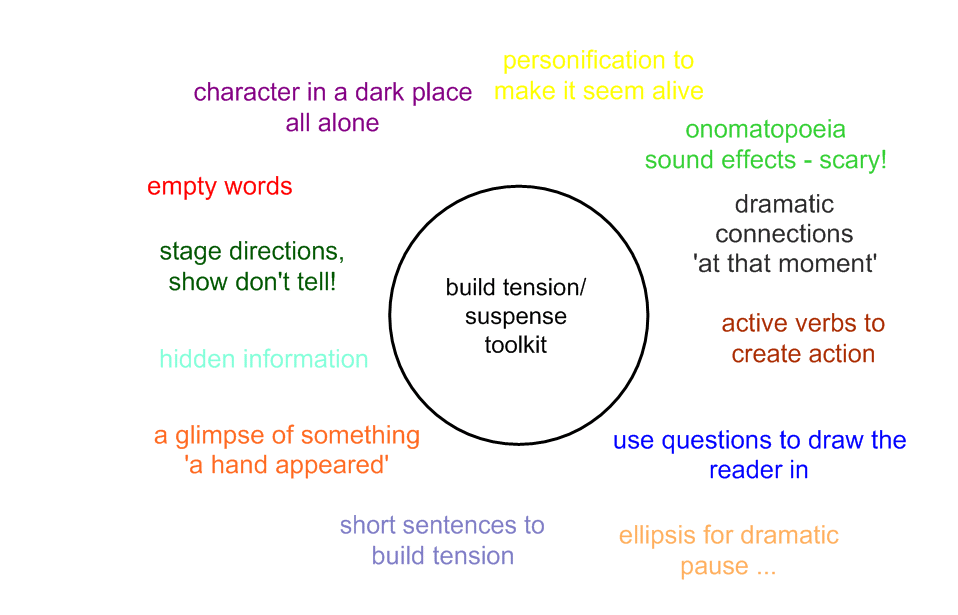 personification to
make it seem alive
character in a dark place
all alone
onomatopoeia
sound effects - scary!
empty words
dramatic
connections
'at that moment'
stage directions,
show don't tell!
build tension/
suspense
toolkit
active verbs to
create action
hidden information
a glimpse of something
'a hand appeared'
use questions to draw the
reader in
short sentences to
build tension
ellipsis for dramatic
pause ...